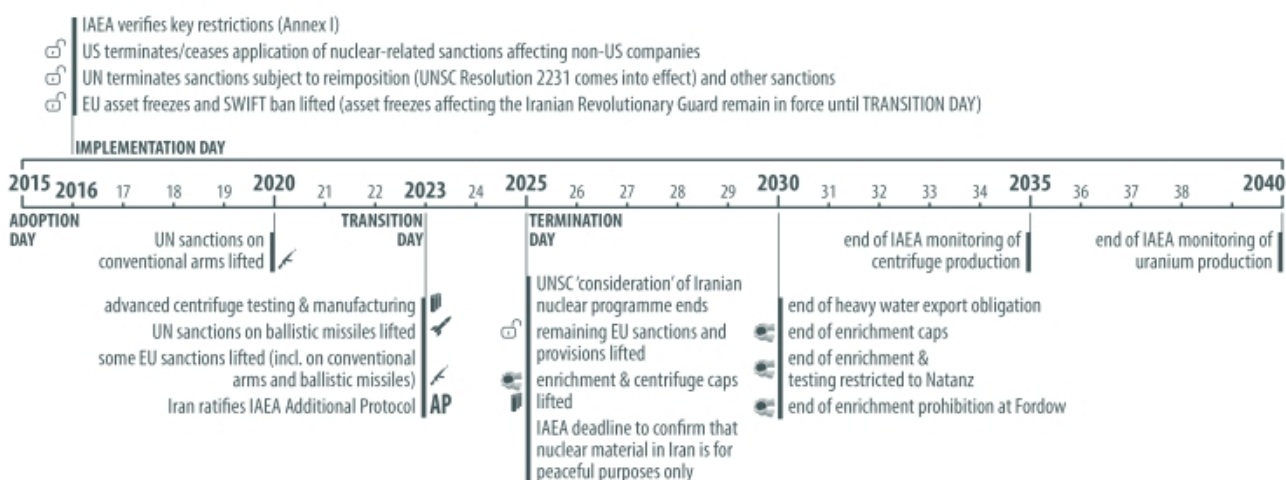 IAEA verifies key restrictions (Annex I)
US terminates/ceases application of nuclear-related sanctions affecting non-US companies
UN terminates sanctions subject to reimposition (UNSC Resolution 2231 comes into effect) and other sanctions
EU asset freezes and SWIFT ban lifted (asset freezes affecting the Iranian Revolutionary Guard remain in force until TRANSITION DAY)
IMPLEMENTATION DAY
2015 2016 17 18 19 2020 21 22 2023 24 2025 26 27 28 29 2030 31 32 33 34 2035 36 37 38 2040
ADOPTION
DAY
UN sanctions on
conventional arms lifted
TRANSITION
DAY
advanced centrifuge testing & manufacturing
UN sanctions on ballistic missiles lifted
some EU sanctions lifted (incl. on conventional
arms and ballistic missiles)
Iran ratifies IAEA Additional Protocol AP
TERMINATION
DAY
UNSC ‘consideration’ of Iranian
nuclear programme ends
remaining EU sanctions and
provisions lifted
enrichment & centrifuge caps
lifted
IAEA deadline to confirm that
nuclear material in Iran is for
peaceful purposes only
end of heavy water export obligation
end of enrichment caps
end of enrichment &
testing restricted to Natanz
end of enrichment prohibition at Fordow
end of IAEA monitoring of
centrifuge production
end of IAEA monitoring of
uranium production